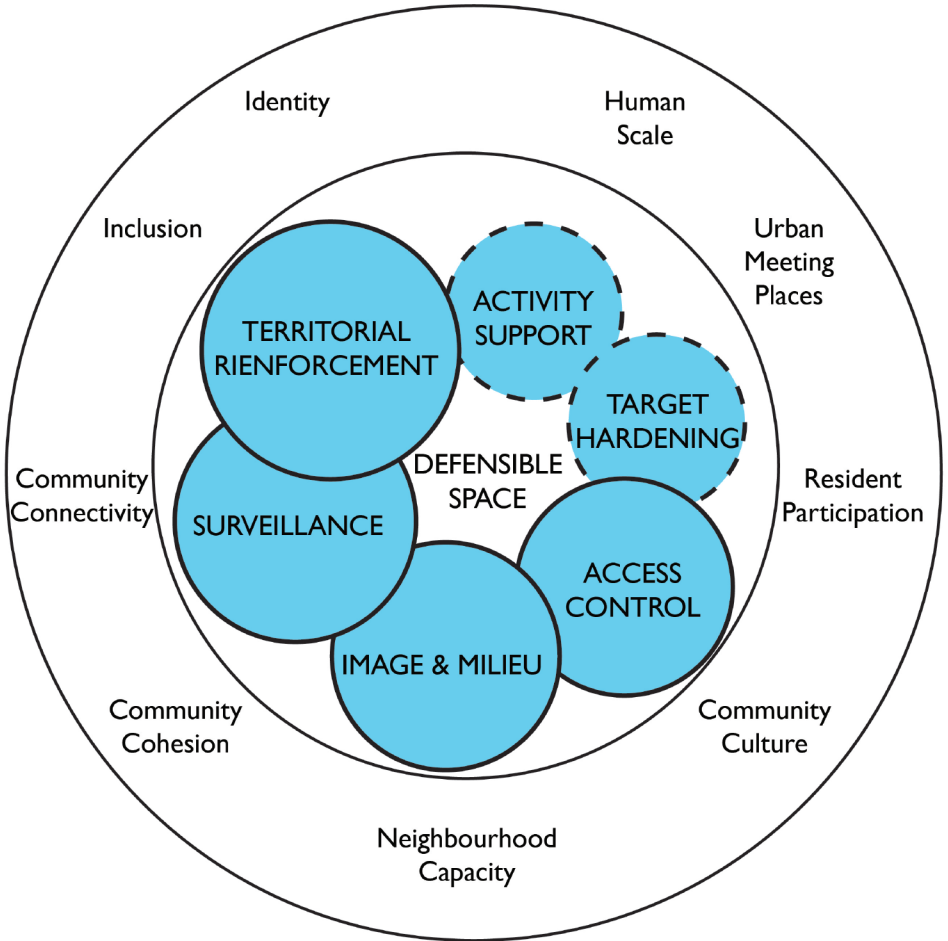 Identity
Human
Scale
Inclusion
Urban
Meeting
Places
TERRITORIAL
RIENFORCEMENT
ACTIVITY
SUPPORT
TARGET
HARDENING
DEFENSIBLE
SPACE
Community
Connectivity
Resident
Participation
SURVEILLANCE
ACCESS
CONTROL
IMAGE & MILIEU
Community
Cohesion
Community
Culture
Neighbourhood
Capacity